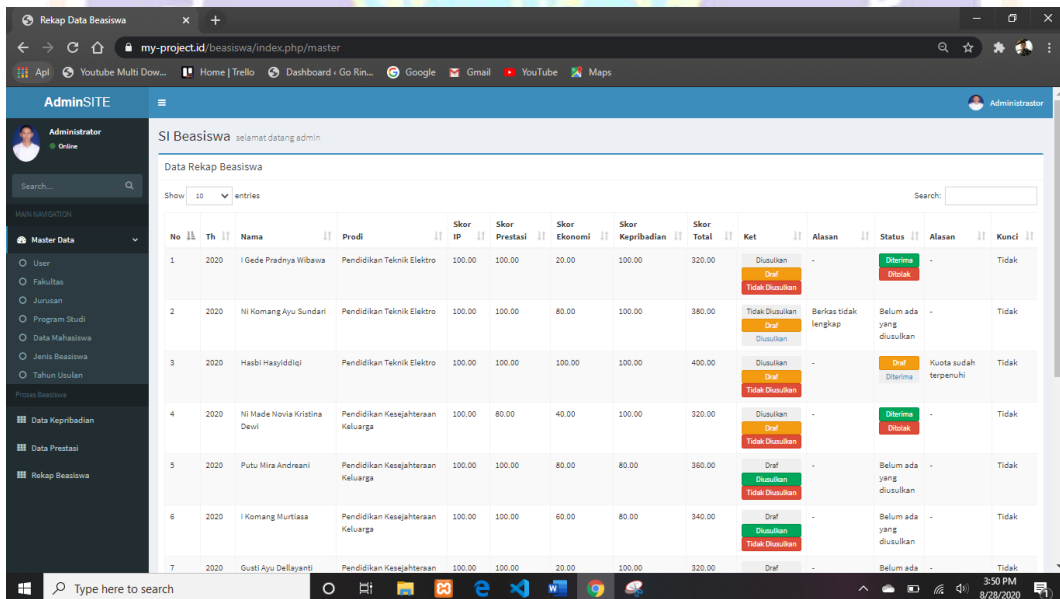 Rekap Data Beasiswa
my-project.id/beasiswa/index.php/master
Apl Youtube Multi Dow... Home | Trello Dashboard ‹ Go Rin... Google Gmail YouTube Maps
AdminSITE
Administrastor
Administrator
Online
Search...
MAIN NAVIGATION
Master Data
User
Fakultas
Jurusan
Program Studi
Data Mahasiswa
Jenis Beasiswa
Tahun Usulan
Proses Beasiswa
Data Kepribadian
Data Prestasi
Rekap Beasiswa
SI Beasiswa selamat datang admin
Data Rekap Beasiswa
Show 10 entries
Search:
No Th Nama Prodi Skor IP Skor Prestasi Skor Ekonomi Skor Kepribadian Skor Total Ket Alasan Status Alasan Kunci
1 2020 I Gede Pradnya Wibawa Pendidikan Teknik Elektro 100.00 100.00 20.00 100.00 320.00 Diusulkan - Diterima - Tidak
Draf Ditolak
Tidak Diusulkan
2 2020 Ni Komang Ayu Sundari Pendidikan Teknik Elektro 100.00 100.00 80.00 100.00 380.00 Tidak Diusulkan Berkas tidak Belum ada - Tidak
Draf lengkap yang
Diusulkan diusulkan
3 2020 Hasbi Hasyiddiqi Pendidikan Teknik Elektro 100.00 100.00 100.00 100.00 400.00 Diusulkan - Draf Kuota sudah Tidak
Draf Diterima terpenuhi
Tidak Diusulkan
4 2020 Ni Made Novia Kristina Pendidikan Kesejahteraan 100.00 80.00 40.00 100.00 320.00 Diusulkan - Diterima - Tidak
Dewi Keluarga Draf Ditolak
Tidak Diusulkan
5 2020 Putu Mira Andreani Pendidikan Kesejahteraan 100.00 100.00 80.00 80.00 360.00 Draf - Belum ada - Tidak
Keluarga Diusulkan yang
Tidak Diusulkan diusulkan
6 2020 I Komang Murtiasa Pendidikan Kesejahteraan 100.00 100.00 60.00 80.00 340.00 Draf - Belum ada - Tidak
Keluarga Diusulkan yang
Tidak Diusulkan diusulkan
7 2020 Gusti Ayu Dellayanti Pendidikan Kesejahteraan 100.00 100.00 20.00 100.00 320.00 Draf - Belum ada - Tidak
Type here to search
3:50 PM
8/28/2020